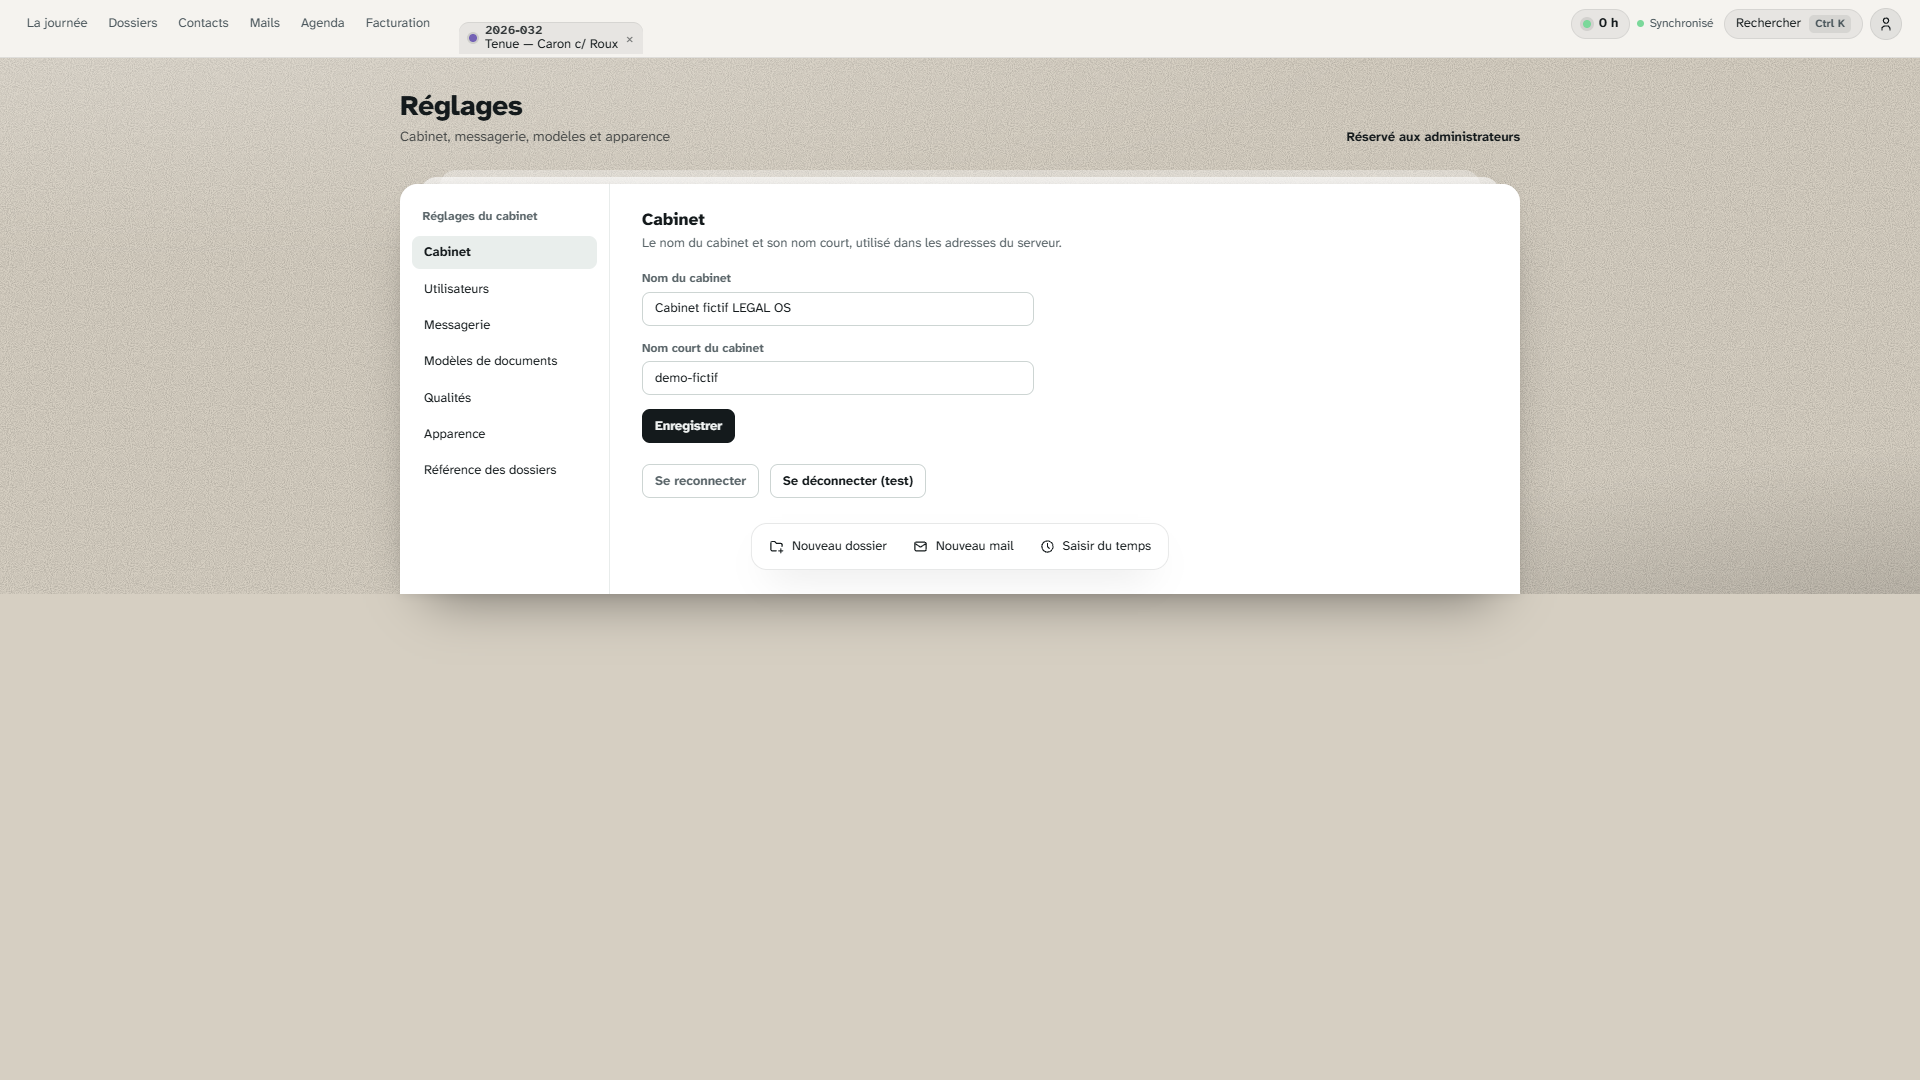 La journée Dossiers Contacts Mails Agenda Facturation
2026-032
Tenue — Caron c/ Roux ×
0 h Synchronisé Rechercher Ctrl K
Réglages
Cabinet, messagerie, modèles et apparence
Réservé aux administrateurs
Réglages du cabinet
Cabinet
Utilisateurs
Messagerie
Modèles de documents
Qualités
Apparence
Référence des dossiers
Cabinet
Le nom du cabinet et son nom court, utilisé dans les adresses du serveur.
Nom du cabinet
Cabinet fictif LEGAL OS
Nom court du cabinet
demo-fictif
Enregistrer
Se reconnecter Se déconnecter (test)
Nouveau dossier Nouveau mail Saisir du temps